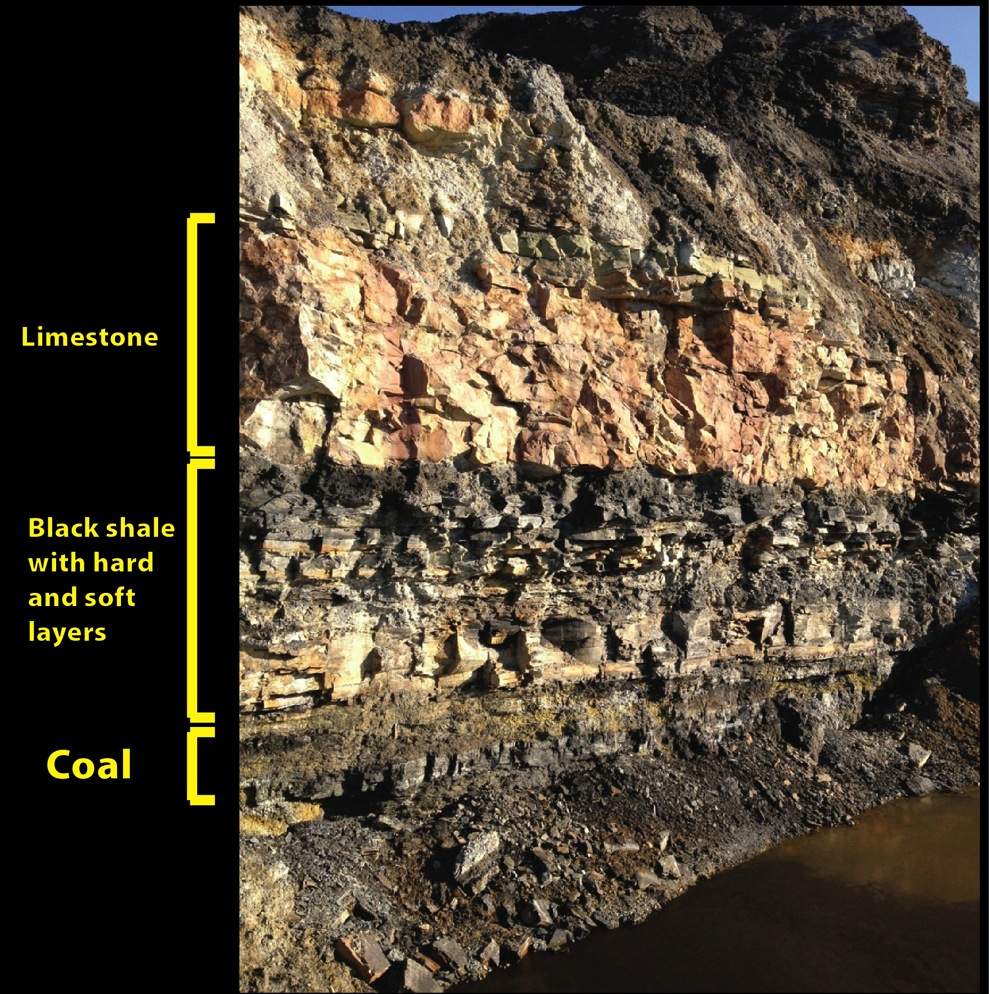 Limestone
Black shale
with hard
and soft
layers
Coal